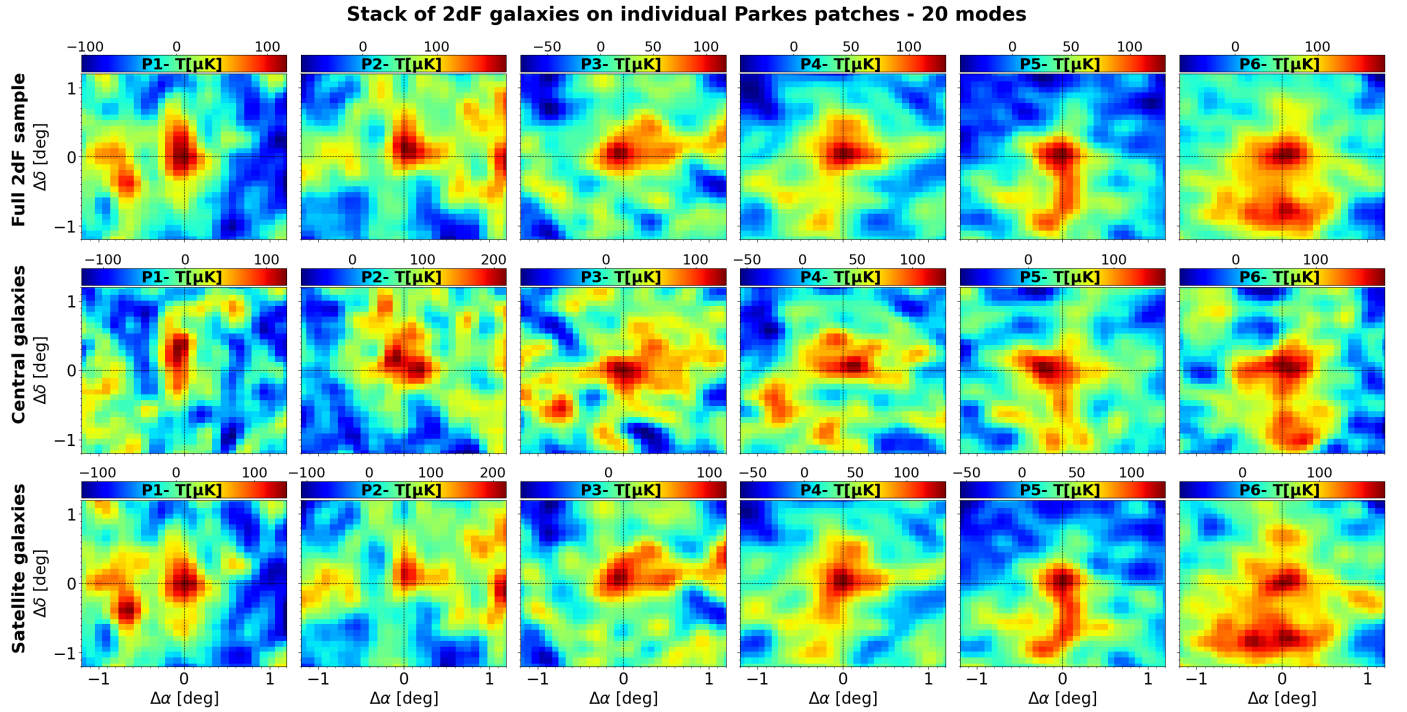 Stack of 2dF galaxies on individual Parkes patches - 20 modes
−100 0 100 0 100 −50 0 50 100 0 50 100 0 50 100 0 100
P1- T[μK] P2- T[μK] P3- T[μK] P4- T[μK] P5- T[μK] P6- T[μK]
Full 2dF sample
Δδ [deg]
1
0
−1
−100 0 100 0 100 200 0 100 −50 0 50 100 0 100 0 100
P1- T[μK] P2- T[μK] P3- T[μK] P4- T[μK] P5- T[μK] P6- T[μK]
Central galaxies
Δδ [deg]
1
0
−1
−100 0 100 −100 0 100 200 0 100 −50 0 50 100 −50 0 50 100 0 100
P1- T[μK] P2- T[μK] P3- T[μK] P4- T[μK] P5- T[μK] P6- T[μK]
Satellite galaxies
Δδ [deg]
1
0
−1
−1 0 1 −1 0 1 −1 0 1 −1 0 1 −1 0 1 −1 0 1
Δα [deg] Δα [deg] Δα [deg] Δα [deg] Δα [deg] Δα [deg]